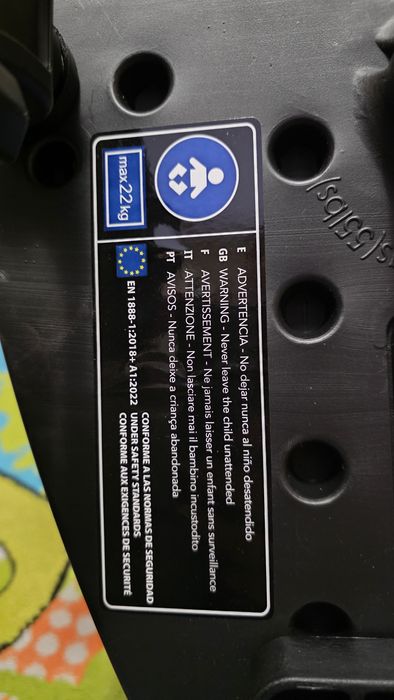 max 22 kg
E ADVERTENCIA - No dejar nunca al niño desatendido
GB WARNING - Never leave the child unattended
F AVERTISSEMENT - Ne jamais laisser un enfant sans surveillance
IT ATTENZIONE - Non lasciare mai il bambino incustodito
PT AVISOS - Nunca deixe a criança abandonada
EN 1888-1:2018+ A1:2022
CONFORME A LAS NORMAS DE SEGURIDAD
UNDER SAFETY STANDARDS
CONFORME AUX EXIGENCES DE SECURITÉ
s(55lbs)